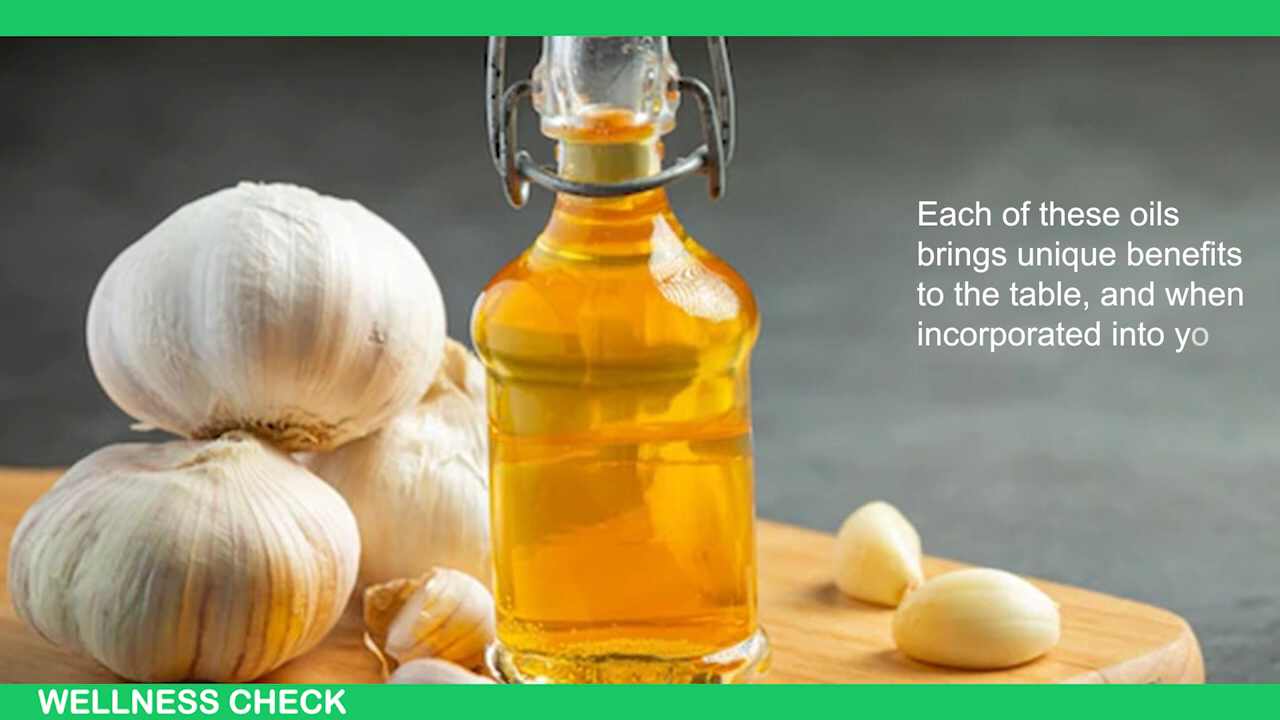 Each of these oils
brings unique benefits
to the table, and when
incorporated into yo
WELLNESS CHECK